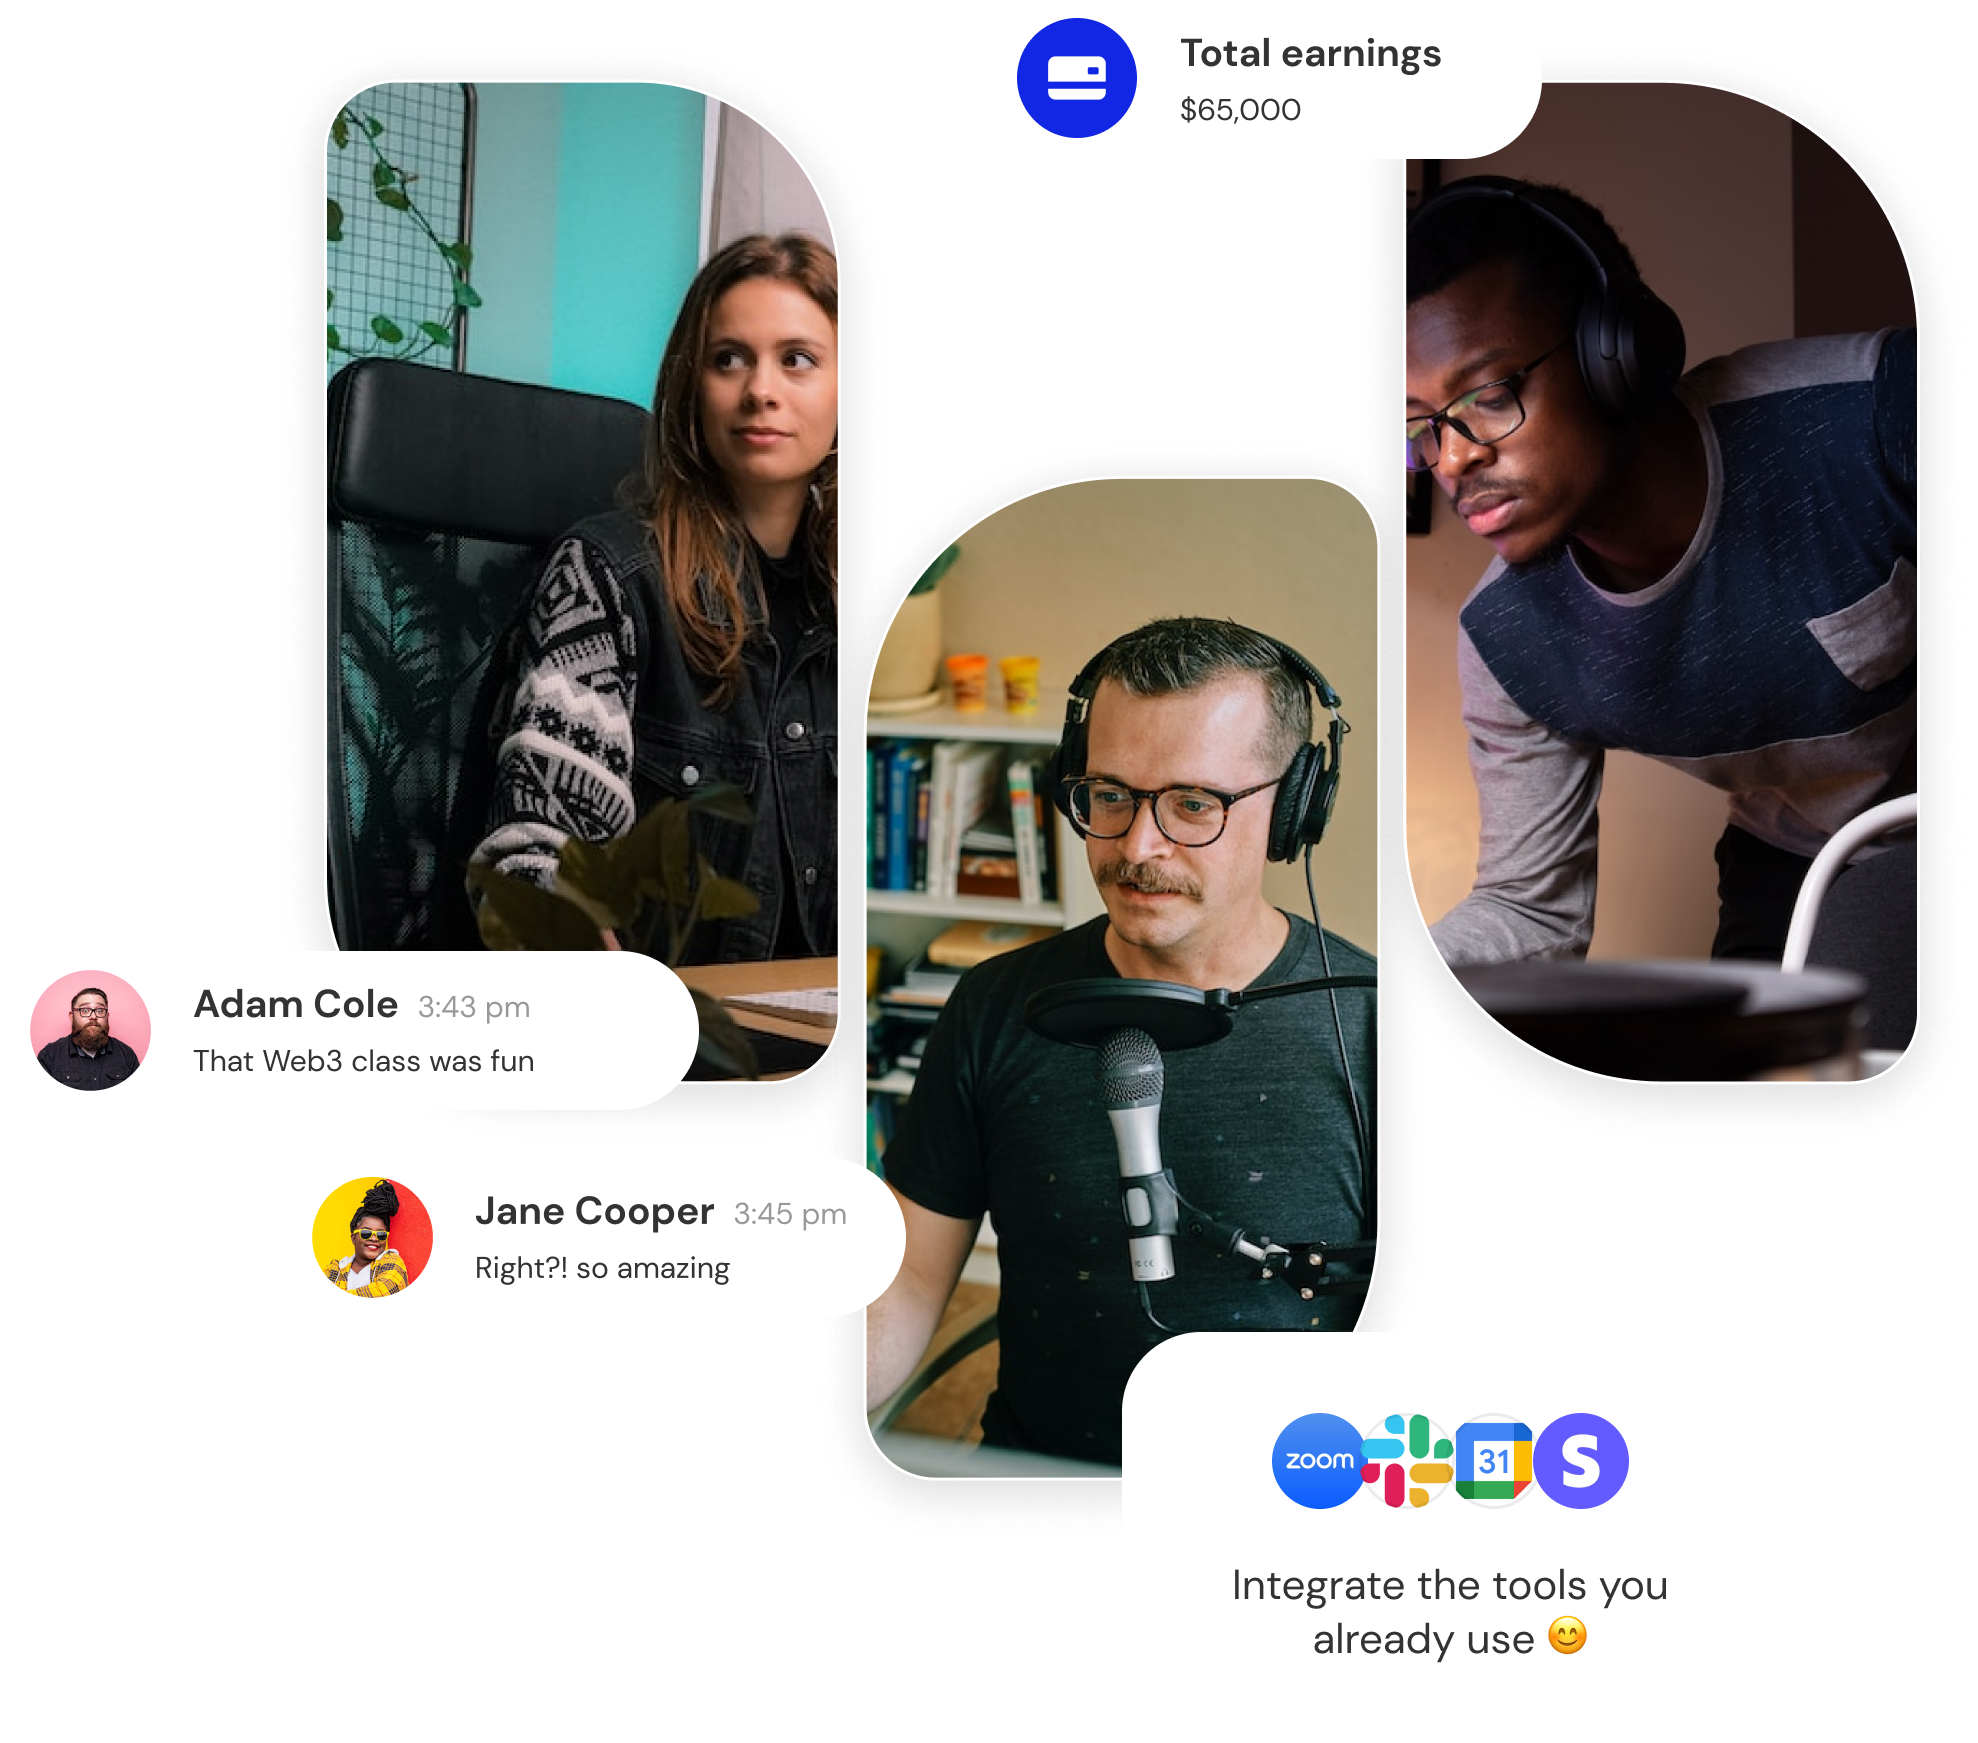 Total earnings
$65,000
Adam Cole 3:43 pm
That Web3 class was fun
Jane Cooper 3:45 pm
Right?! so amazing
zoom
31
S
Integrate the tools you
already use 😊